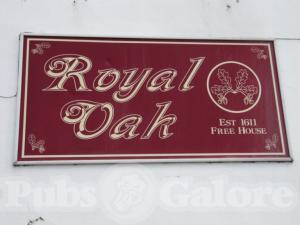 Royal
Oak
EST 1611
FREE HOUSE
Pubs Galore